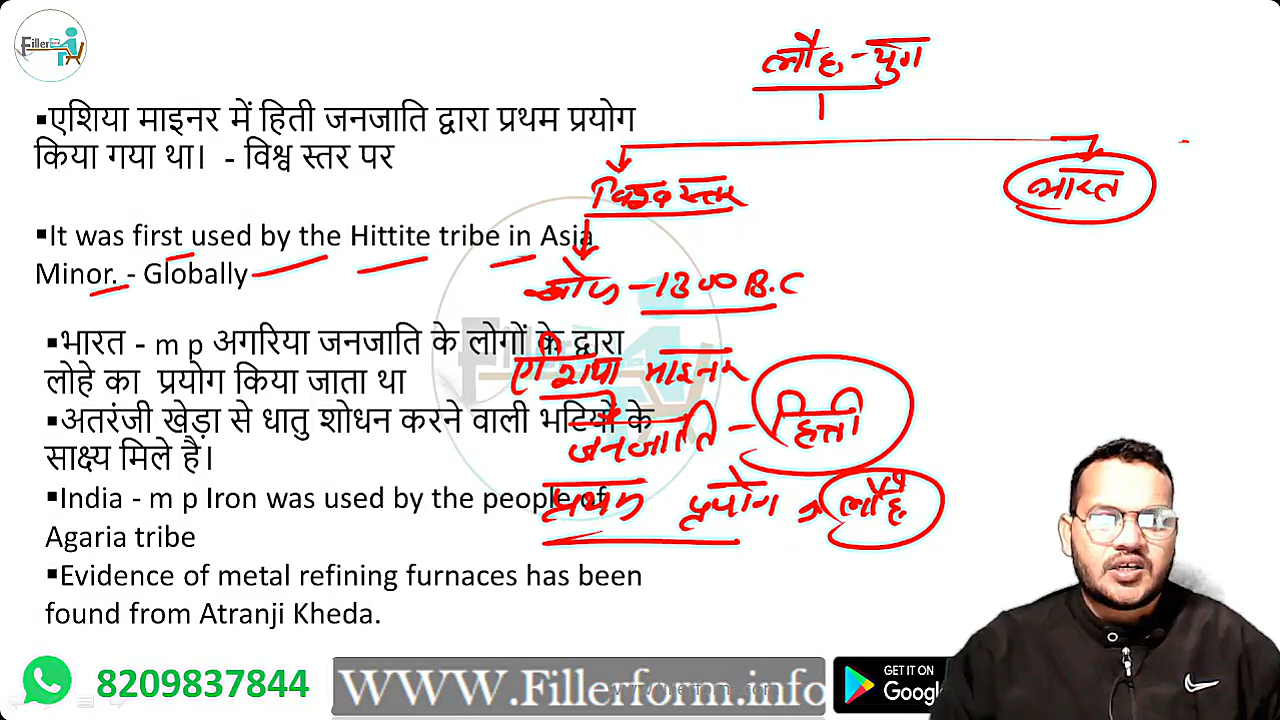 Fillerform
लौह - युग
▪एशिया माइनर में हिती जनजाति द्वारा प्रथम प्रयोग
किया गया था। - विश्व स्तर पर
विश्व स्तर
भारत
▪It was first used by the Hittite tribe in Asia
Minor. - Globally
खोज - 1300 B.C
▪भारत - m p अगरिया जनजाति के लोगों के द्वारा
लोहे का प्रयोग किया जाता था
एशिया माइनर
▪अतरंजी खेड़ा से धातु शोधन करने वाली भटियों के
साक्ष्य मिले है।
जनजाति - हित्ती
▪India - m p Iron was used by the people of
Agaria tribe
प्रथम प्रयोग → लौह
▪Evidence of metal refining furnaces has been
found from Atranji Kheda.
8209837844
WWW.Fillerform.info
GET IT ON
Google